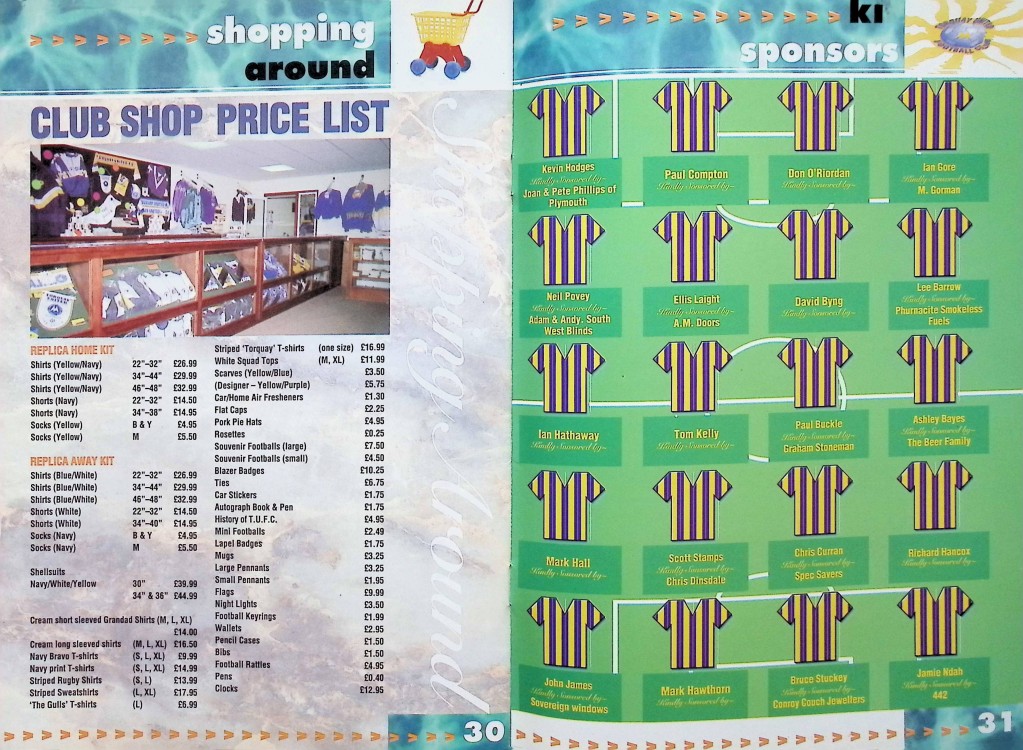 shopping
around
CLUB SHOP PRICE LIST
Shopping Around
REPLICA HOME KIT
Shirts (Yellow/Navy) 22"–32" £26.99
Shirts (Yellow/Navy) 34"–44" £29.99
Shirts (Yellow/Navy) 46"–48" £32.99
Shorts (Navy) 22"–32" £14.50
Shorts (Navy) 34"–38" £14.95
Socks (Yellow) B & Y £4.95
Socks (Yellow) M £5.50
REPLICA AWAY KIT
Shirts (Blue/White) 22"–32" £26.99
Shirts (Blue/White) 34"–44" £29.99
Shirts (Blue/White) 46"–48" £32.99
Shorts (White) 22"–32" £14.50
Shorts (White) 34"–40" £14.95
Socks (Navy) B & Y £4.95
Socks (Navy) M £5.50
Shellsuits
Navy/White/Yellow 30" £39.99
34" & 36" £44.99
Cream short sleeved Grandad Shirts (M, L, XL)
£14.00
Cream long sleeved shirts (M, L, XL) £16.50
Navy Bravo T-shirts (S, L, XL) £9.99
Navy print T-shirts (S, L, XL) £14.99
Striped Rugby Shirts (S, L) £13.99
Striped Sweatshirts (L, XL) £17.95
'The Gulls' T-shirts (L) £6.99
Striped 'Torquay' T-shirts (one size) £16.99
White Squad Tops (M, XL) £11.99
Scarves (Yellow/Blue) £3.50
(Designer – Yellow/Purple) £5.75
Car/Home Air Fresheners £1.30
Flat Caps £2.25
Pork Pie Hats £4.95
Rosettes £0.25
Souvenir Footballs (large) £7.50
Souvenir Footballs (small) £4.50
Blazer Badges £10.25
Ties £6.75
Car Stickers £1.75
Autograph Book & Pen £1.75
History of T.U.F.C. £4.95
Mini Footballs £2.49
Lapel Badges £1.75
Mugs £3.25
Large Pennants £3.25
Small Pennants £1.95
Flags £9.99
Night Lights £3.50
Football Keyrings £1.99
Wallets £2.95
Pencil Cases £1.50
Bibs £1.50
Football Rattles £4.95
Pens £0.40
Clocks £12.95
30
ki
sponsors
TORQUAY UNITED
FOOTBALL CLUB
Kevin Hodges
Kindly Sponsored by~
Joan & Pete Phillips of
Plymouth
Paul Compton
Kindly Sponsored by~
Don O'Riordan
Kindly Sponsored by~
Ian Gore
Kindly Sponsored by~
M. Gorman
Neil Povey
Kindly Sponsored by~
Adam & Andy. South
West Blinds
Ellis Laight
Kindly Sponsored by~
A.M. Doors
David Byng
Kindly Sponsored by~
Lee Barrow
Kindly Sponsored by~
Phurnacite Smokeless
Fuels
Ian Hathaway
Kindly Sponsored by~
Tom Kelly
Kindly Sponsored by~
Paul Buckle
Kindly Sponsored by~
Graham Stoneman
Ashley Bayes
Kindly Sponsored by~
The Beer Family
Mark Hall
Kindly Sponsored by~
Scott Stamps
Kindly Sponsored by~
Chris Dinsdale
Chris Curran
Kindly Sponsored by~
Spec Savers
Richard Hancox
Kindly Sponsored by~
John James
Kindly Sponsored by~
Sovereign windows
Mark Hawthorn
Kindly Sponsored by~
Bruce Stuckey
Kindly Sponsored by~
Conroy Couch Jewellers
Jamie Ndah
Kindly Sponsored by~
442
31